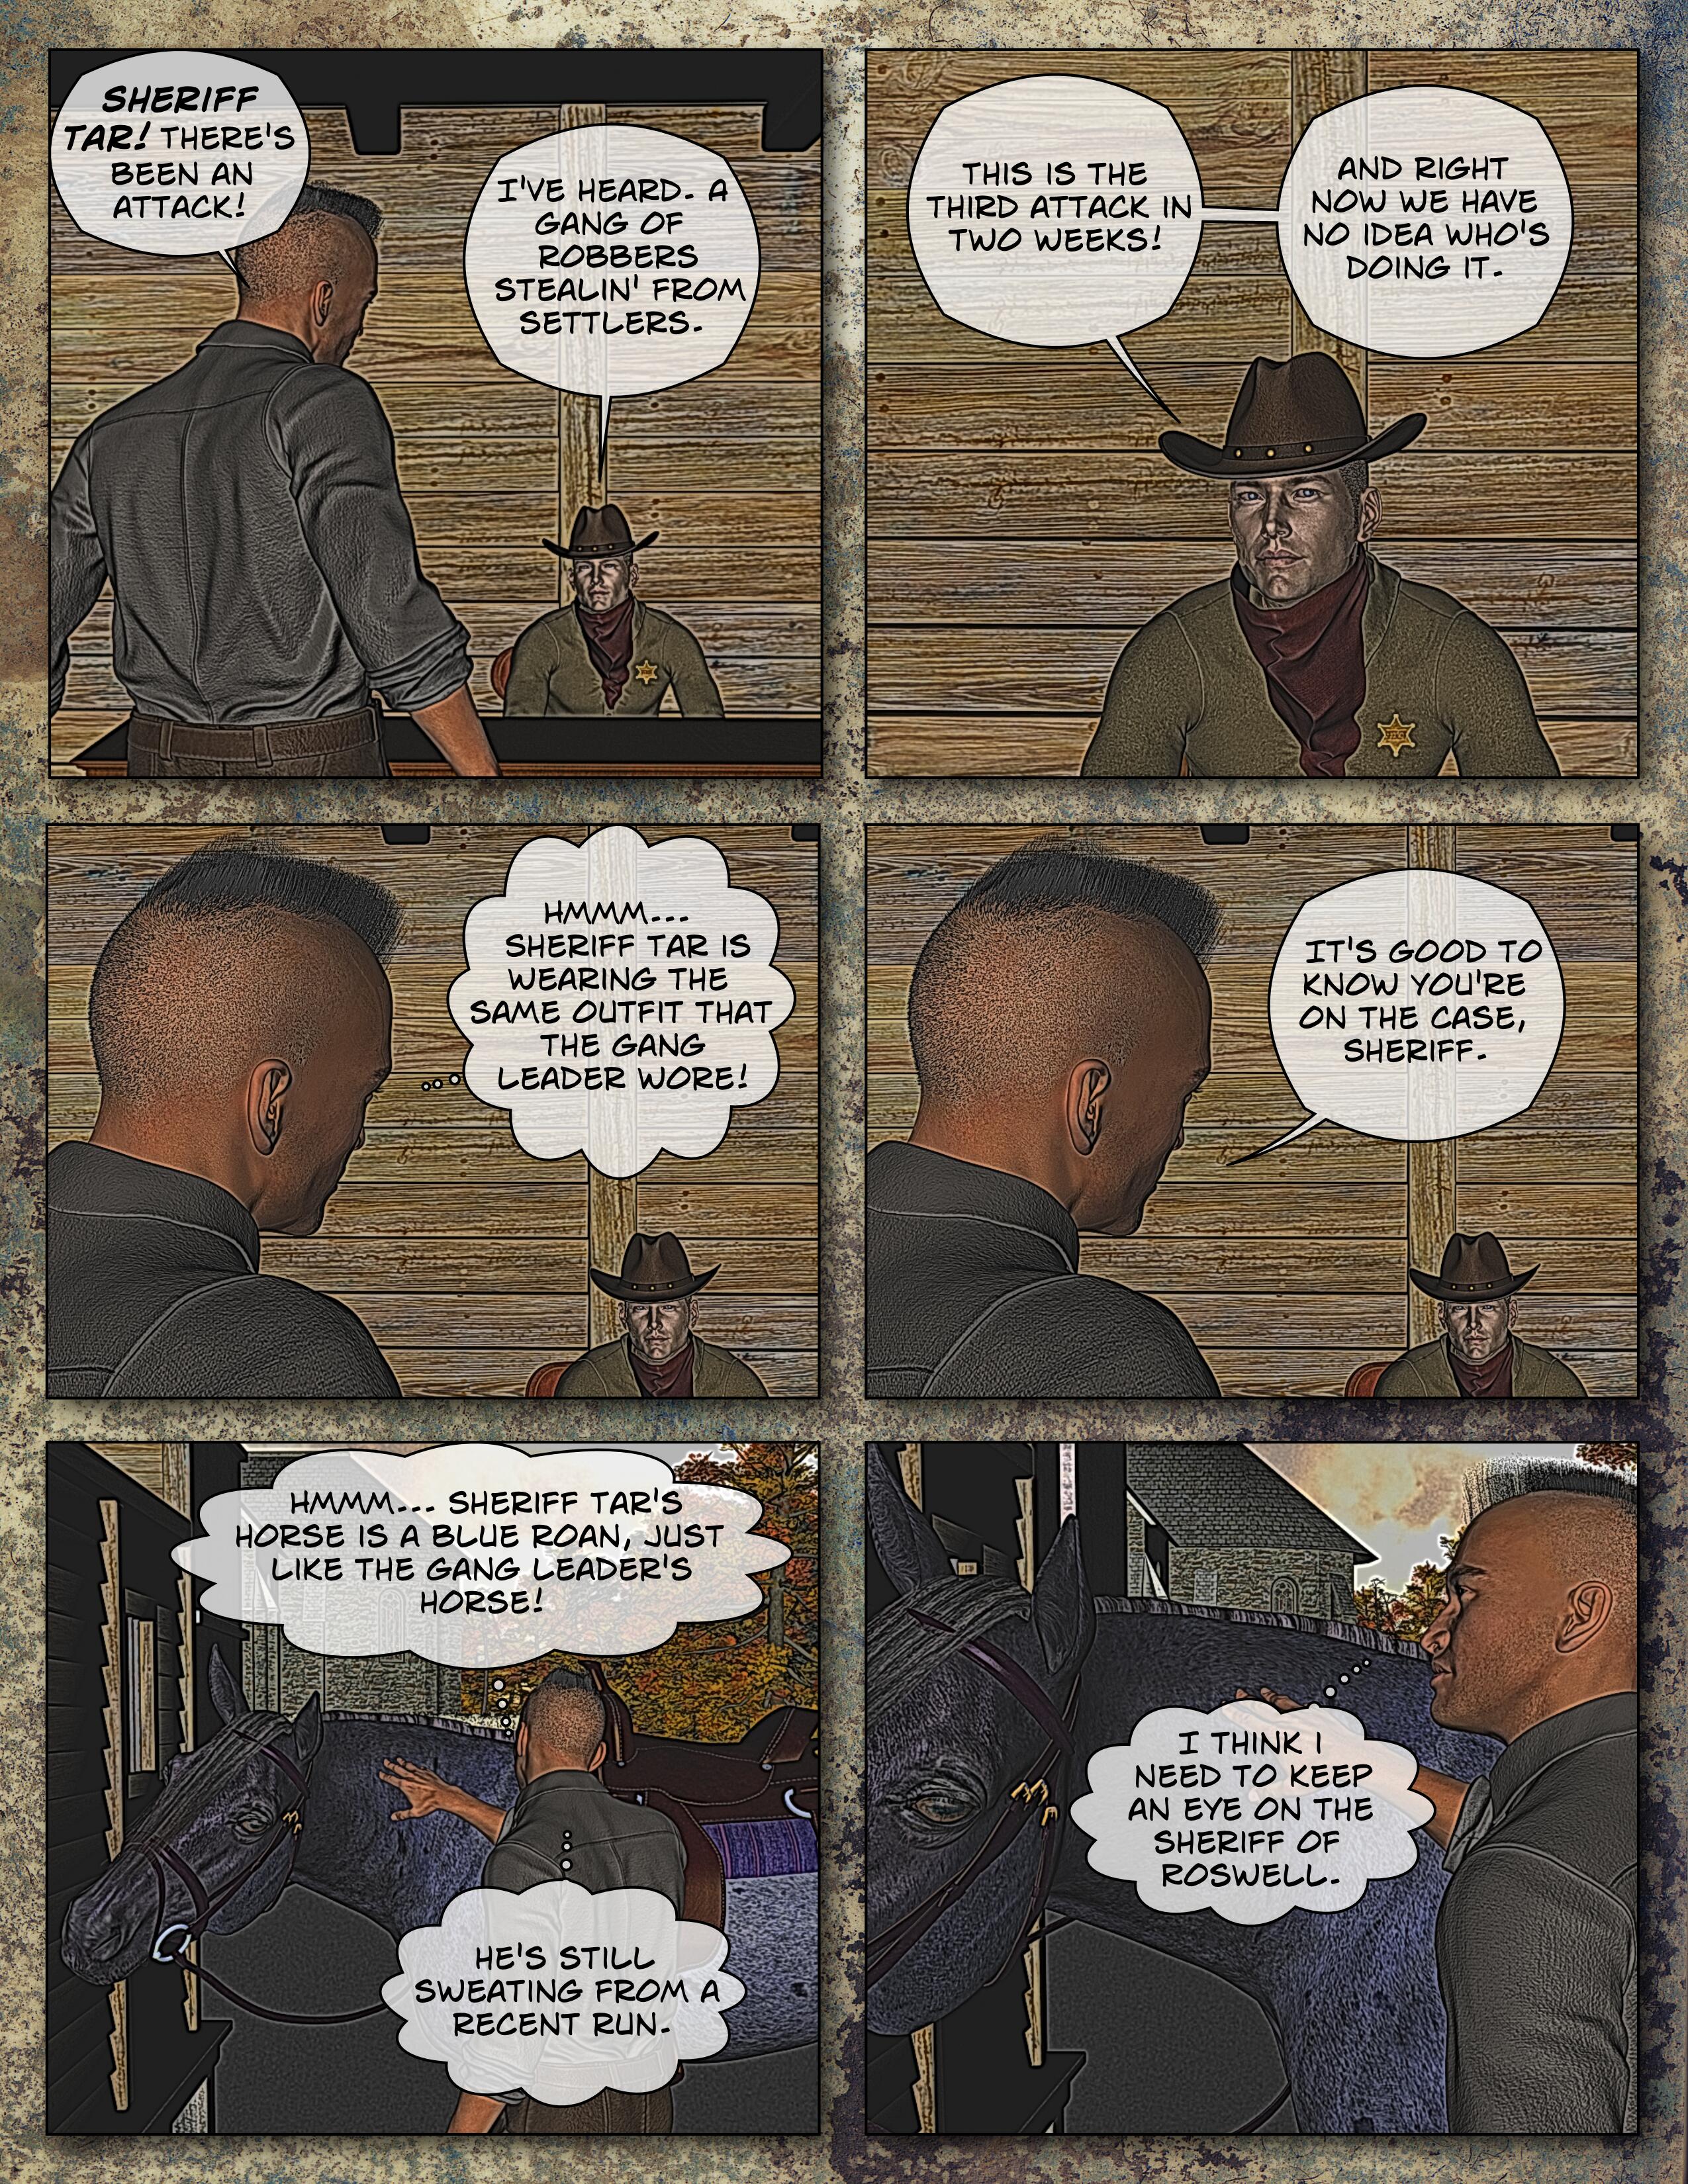 SHERIFF
TAR! THERE'S
BEEN AN
ATTACK!
I'VE HEARD. A
GANG OF
ROBBERS
STEALIN' FROM
SETTLERS.
THIS IS THE
THIRD ATTACK IN
TWO WEEKS!
AND RIGHT
NOW WE HAVE
NO IDEA WHO'S
DOING IT.
HMMM...
SHERIFF TAR IS
WEARING THE
SAME OUTFIT THAT
THE GANG
LEADER WORE!
IT'S GOOD TO
KNOW YOU'RE
ON THE CASE,
SHERIFF.
HMMM... SHERIFF TAR'S
HORSE IS A BLUE ROAN, JUST
LIKE THE GANG LEADER'S
HORSE!
HE'S STILL
SWEATING FROM A
RECENT RUN.
I THINK I
NEED TO KEEP
AN EYE ON THE
SHERIFF OF
ROSWELL.